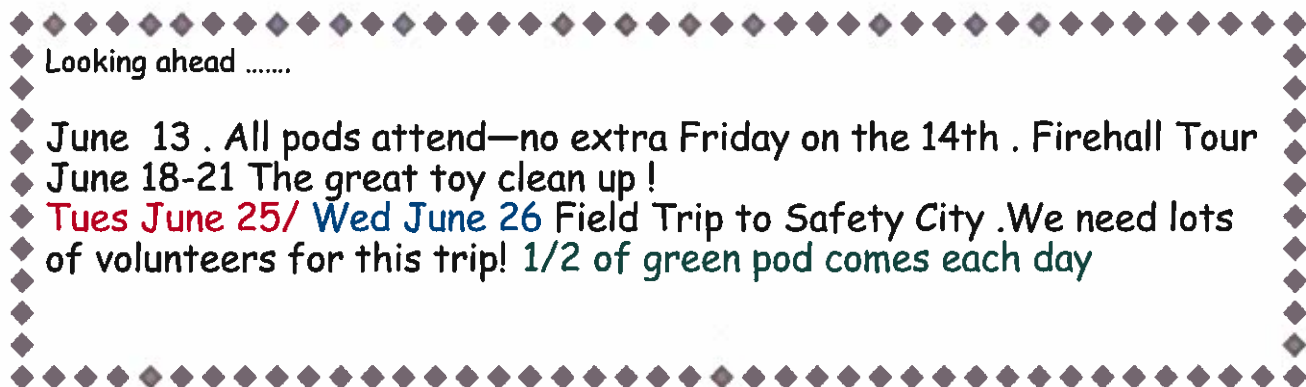 Looking ahead .......
June  13 . All pods attend—no extra Friday on the 14th . Firehall Tour
June 18-21 The great toy clean up !
Tues June 25/ Wed June 26 Field Trip to Safety City .We need lots
of volunteers for this trip! 1/2 of green pod comes each day